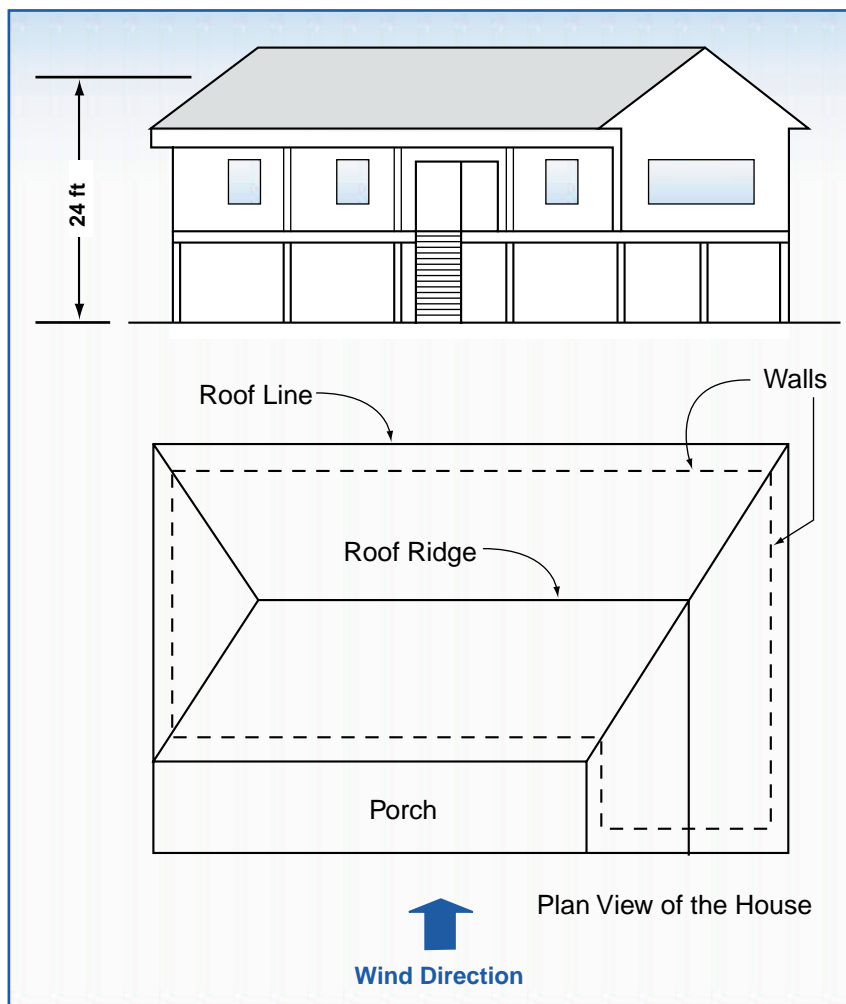 24 ft
Roof Line
Walls
Roof Ridge
Porch
Plan View of the House
Wind Direction